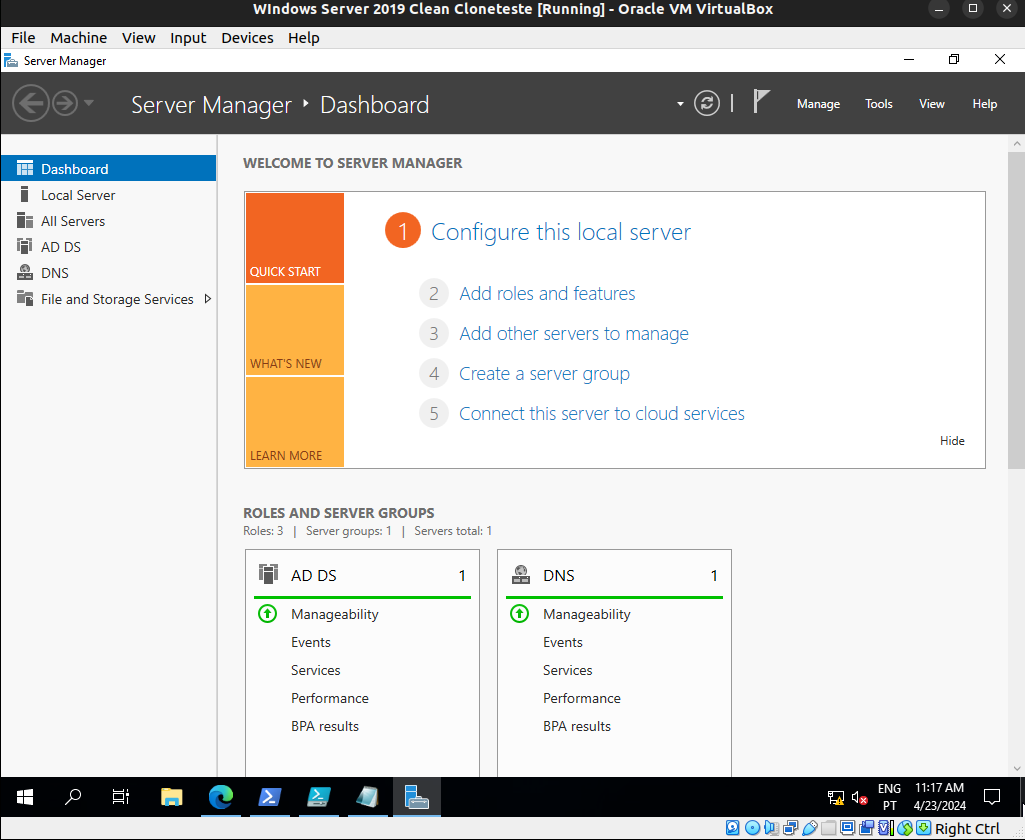 WIndows Server 2019 Clean Cloneteste [Running] - Oracle VM VirtualBox
File Machine View Input Devices Help
Server Manager
Server Manager ‣ Dashboard
Manage Tools View Help
Dashboard
Local Server
All Servers
AD DS
DNS
File and Storage Services
WELCOME TO SERVER MANAGER
QUICK START
WHAT'S NEW
LEARN MORE
1 Configure this local server
2 Add roles and features
3 Add other servers to manage
4 Create a server group
5 Connect this server to cloud services
Hide
ROLES AND SERVER GROUPS
Roles: 3 | Server groups: 1 | Servers total: 1
AD DS 1
Manageability
Events
Services
Performance
BPA results
DNS 1
Manageability
Events
Services
Performance
BPA results
ENG
PT
11:17 AM
4/23/2024
Right Ctrl